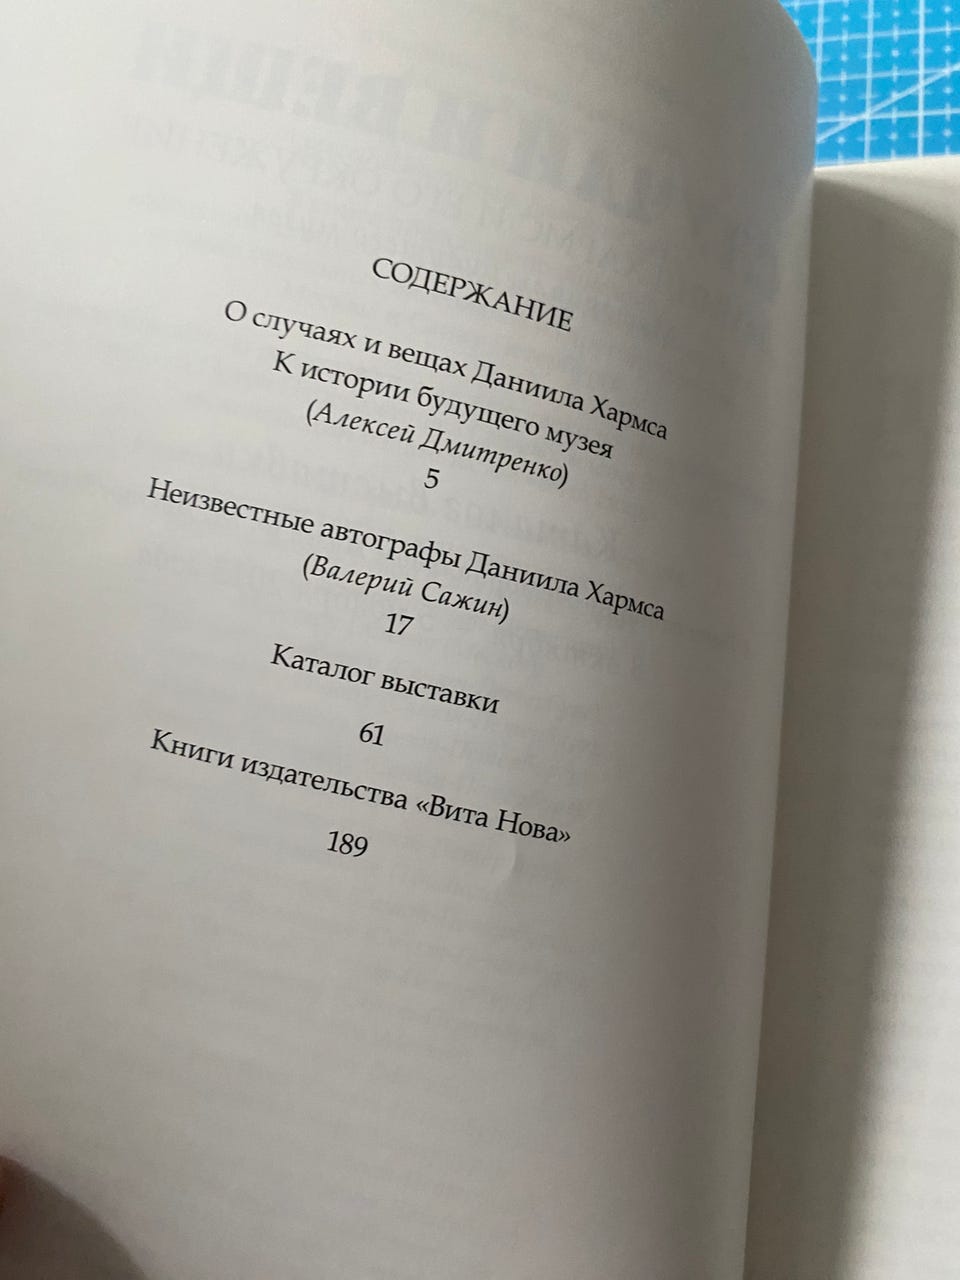 СОДЕРЖАНИЕ
О случаях и вещах Даниила Хармса
К истории будущего музея
(Алексей Дмитренко)
5
Неизвестные автографы Даниила Хармса
(Валерий Сажин)
17
Каталог выставки
61
Книги издательства «Вита Нова»
189